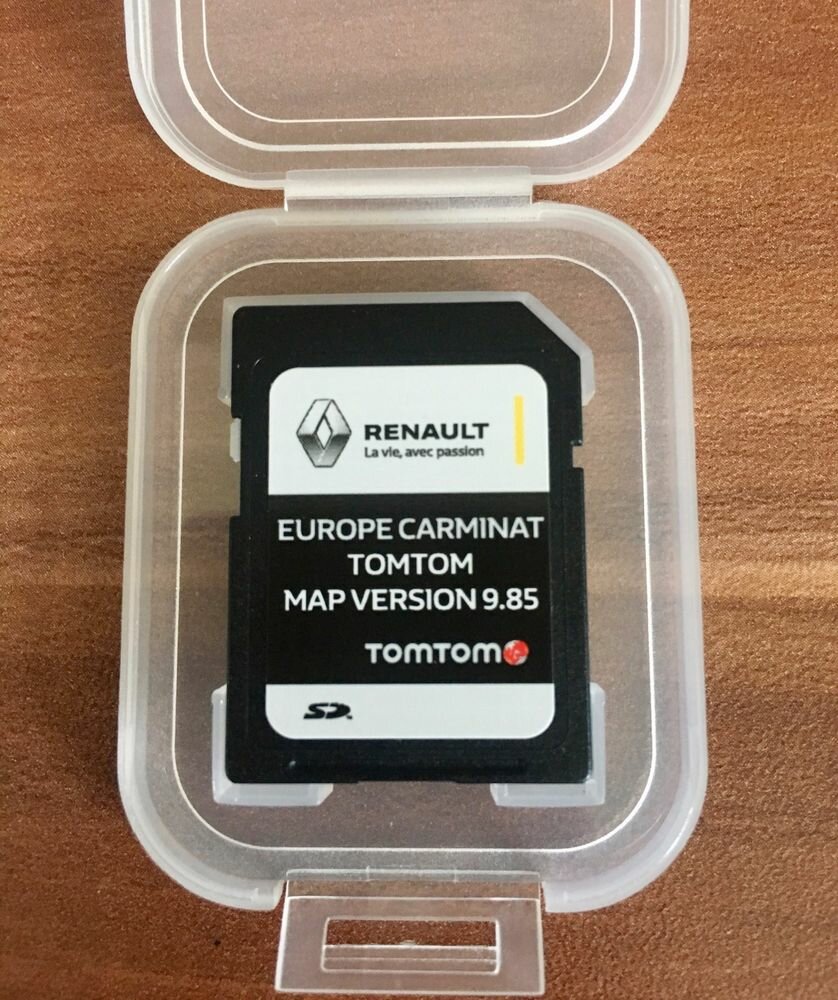 RENAULT
La vie, avec passion
EUROPE CARMINAT
TOMTOM
MAP VERSION 9.85
TOMTOM
SD